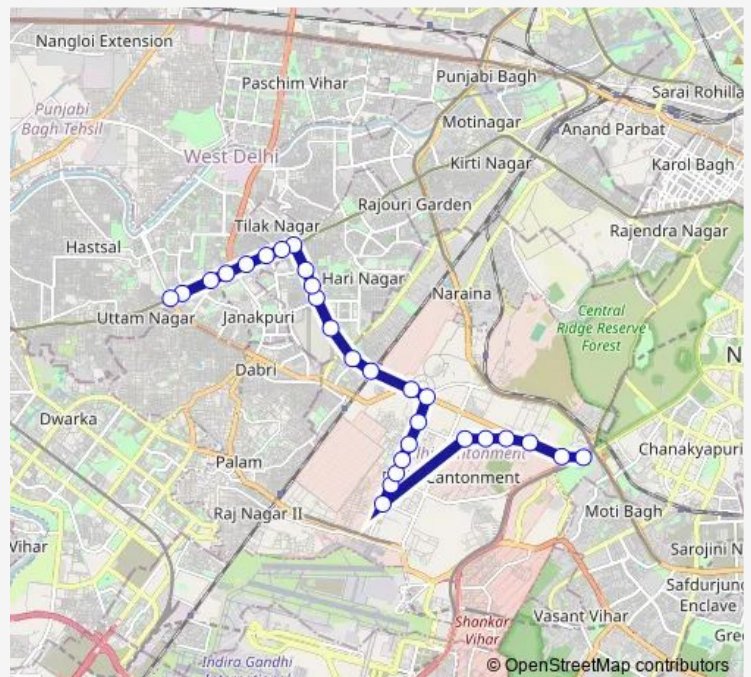 Nangloi Extension
Paschim Vihar
Punjabi Bagh
Sarai Rohilla
Punjabi
Bagh Tehsil
Motinagar
Anand Parbat
West Delhi
Kirti Nagar
Karol Bagh
Rajouri Garden
Tilak Nagar
Rajendra Nagar
Hastsal
Hari Nagar
Naraina
Uttam Nagar
Janakpuri
Central
Ridge Reserve
Forest
N
Dabri
Dwarka
Chanakyapuri
Palam
Cantonment
Raj Nagar II
Moti Bagh
Vihar
Sarojini N
Safdurjung
Enclave
Shankar
Vihar
Vasant Vihar
Gree
Indira Gandhi
© OpenStreetMap contributors